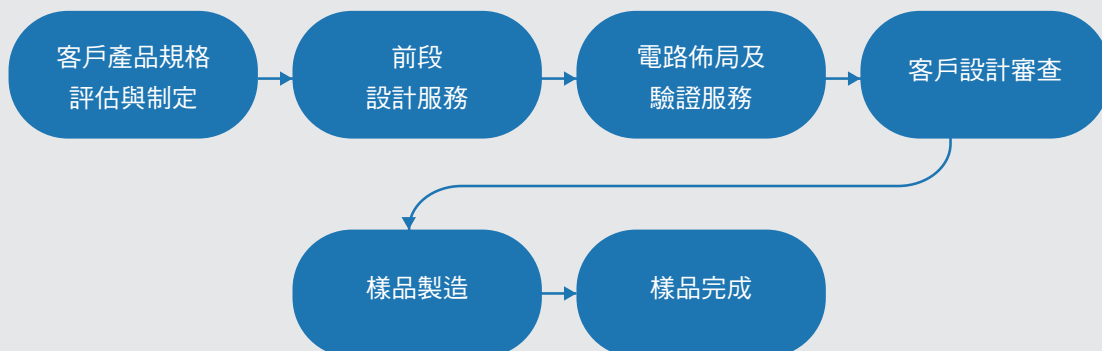 客戶產品規格
評估與制定
前段
設計服務
電路佈局及
驗證服務
客戶設計審查
樣品製造
樣品完成